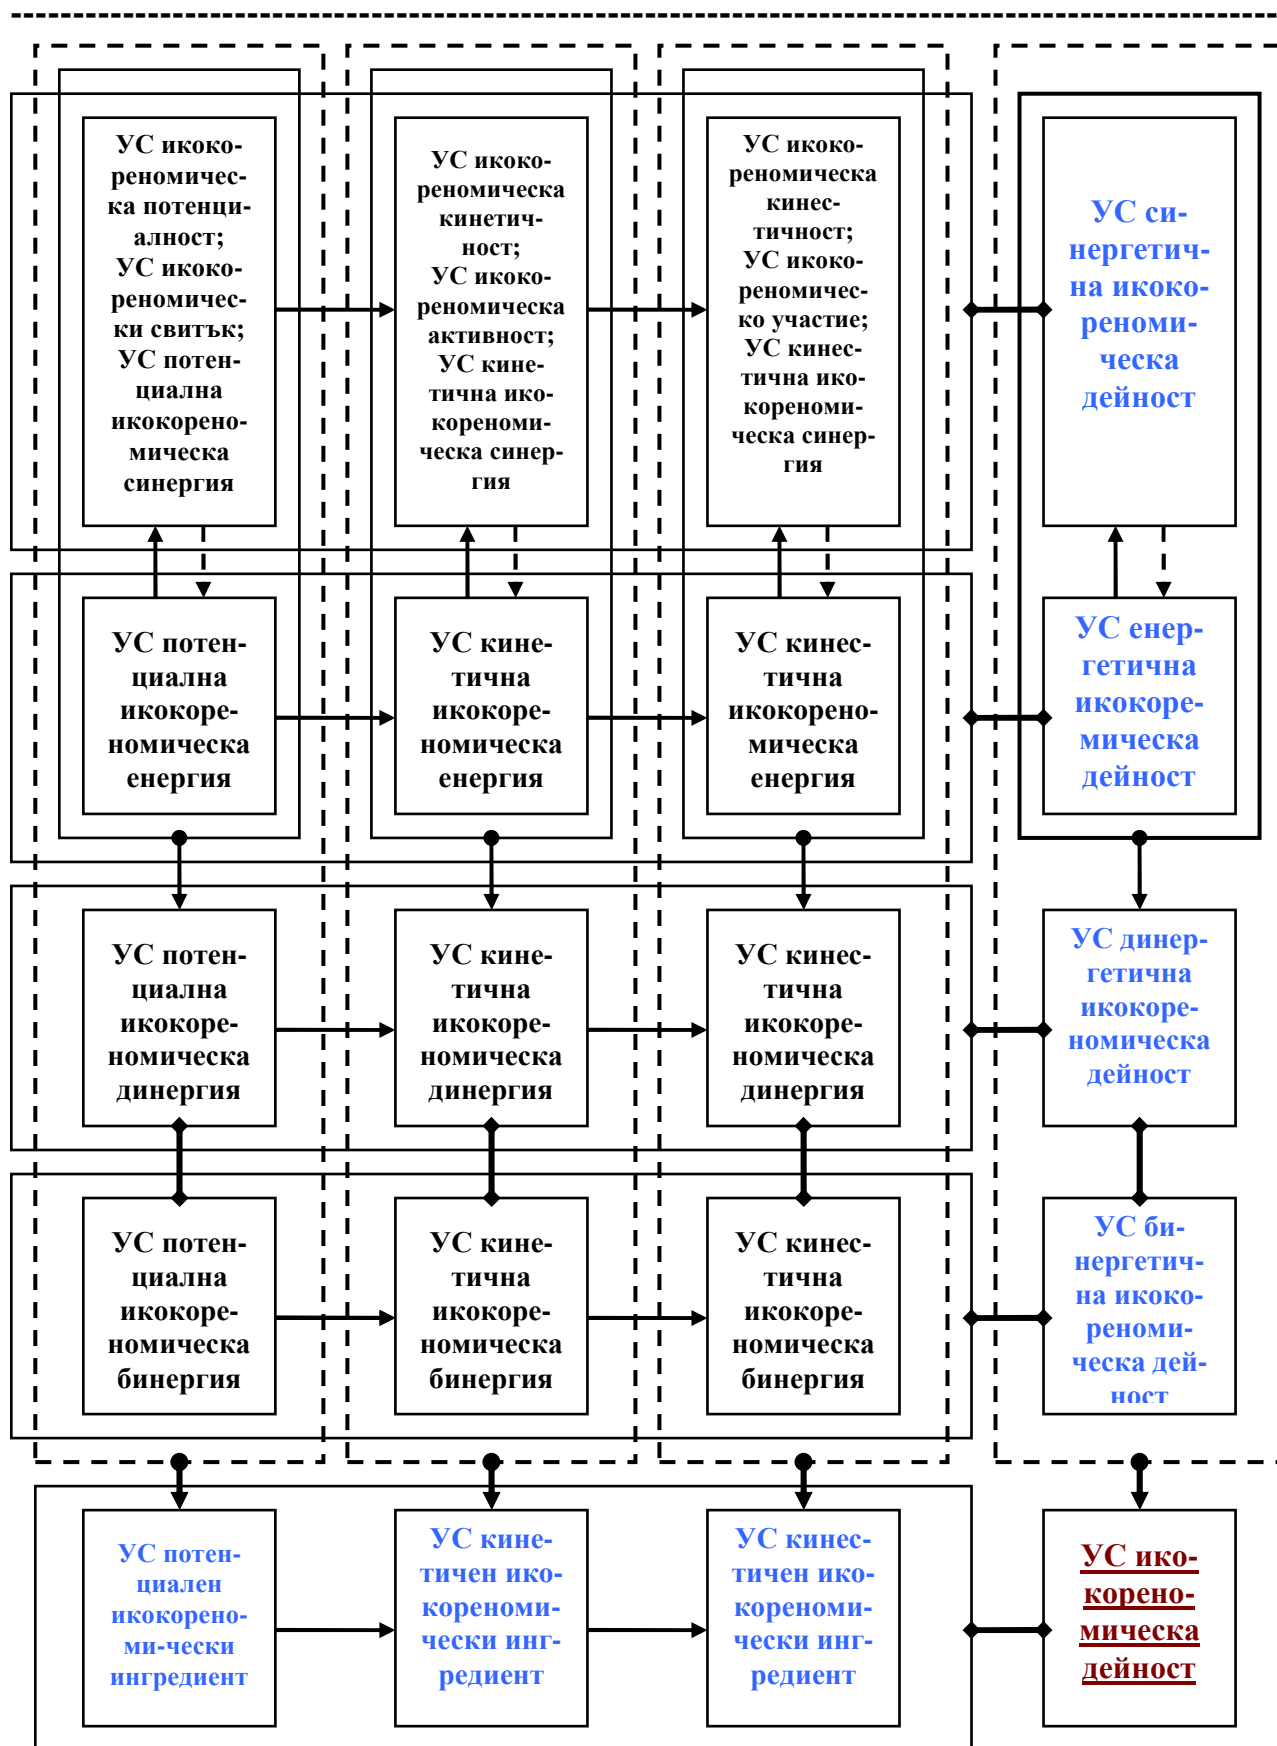 УС икоко-
реномичес-
ка потенци-
алност;
УС икоко-
реномичес-
ки свитък;
УС потен-
циална
икокорено-
мическа
синергия
УС икоко-
реномическа
кинетич-
ност;
УС икоко-
реномическа
активност;
УС кине-
тична ико-
кореноми-
ческа синер-
гия
УС икоко-
реномическа
кинес-
тичност;
УС икоко-
реномичес-
ко участие;
УС кинес-
тична ико-
кореноми-
ческа синер-
гия
УС си-
нергетич-
на икоко-
реноми-
ческа
дейност
УС потен-
циална
икокоре-
номическа
енергия
УС кине-
тична
икокоре-
номическа
енергия
УС кинес-
тична
икокорено-
мическа
енергия
УС енер-
гетична
икокоре-
мическа
дейност
УС потен-
циална
икокоре-
номическа
динергия
УС кине-
тична
икокоре-
номическа
динергия
УС кинес-
тична
икокоре-
номическа
динергия
УС динер-
гетична
икокоре-
номическа
дейност
УС потен-
циална
икокоре-
номическа
бинергия
УС кине-
тична
икокоре-
номическа
бинергия
УС кинес-
тична
икокоре-
номическа
бинергия
УС би-
нергетич-
на икоко-
реноми-
ческа дей-
ност
УС потен-
циален
икокорено-
ми-чески
ингредиент
УС кине-
тичен ико-
кореноми-
чески инг-
редиент
УС кинес-
тичен ико-
кореноми-
чески инг-
редиент
УС ико-
корено-
мическа
дейност